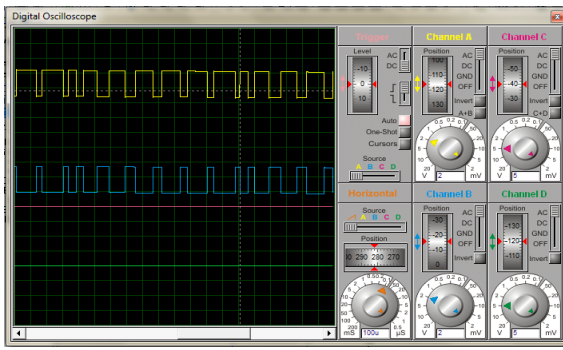 Digital Oscilloscope
Trigger
Level
AC
DC
-10
0
10
Auto
One-Shot
Cursors
Source
A B C D
Channel A
Position
AC
DC
GND
OFF
Invert
A+B
100
110
120
130
V 2 mV
Channel C
Position
AC
DC
GND
OFF
Invert
C+D
-50
-40
-30
V 5 mV
Horizontal
Source
A B C D
Position
290 280 270
200
mS 100u µS
Channel B
Position
AC
DC
GND
OFF
Invert
-30
-20
-10
0
V 2 mV
Channel D
Position
AC
DC
GND
OFF
Invert
-130
-120
-110
V 5 mV